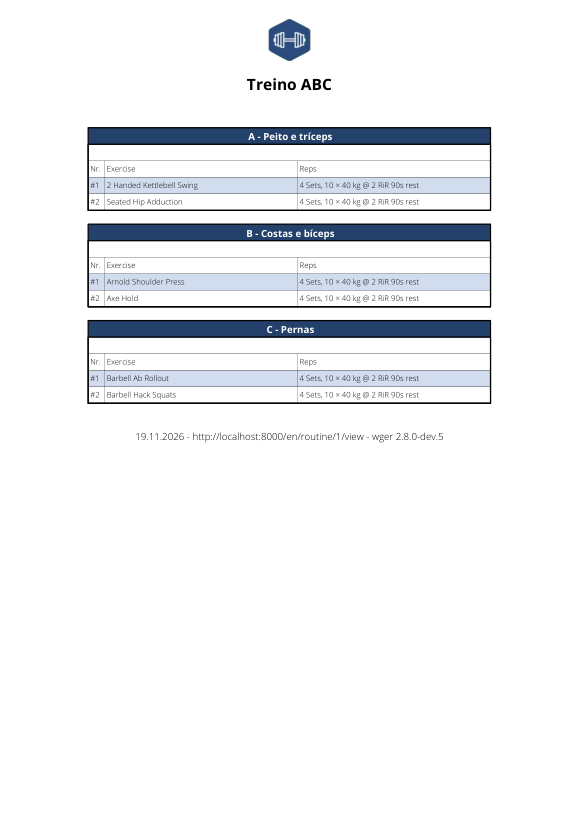 Treino ABC
A - Peito e tríceps
Nr. Exercise Reps
#1 2 Handed Kettlebell Swing 4 Sets, 10 × 40 kg @ 2 RiR 90s rest
#2 Seated Hip Adduction 4 Sets, 10 × 40 kg @ 2 RiR 90s rest
B - Costas e bíceps
Nr. Exercise Reps
#1 Arnold Shoulder Press 4 Sets, 10 × 40 kg @ 2 RiR 90s rest
#2 Axe Hold 4 Sets, 10 × 40 kg @ 2 RiR 90s rest
C - Pernas
Nr. Exercise Reps
#1 Barbell Ab Rollout 4 Sets, 10 × 40 kg @ 2 RiR 90s rest
#2 Barbell Hack Squats 4 Sets, 10 × 40 kg @ 2 RiR 90s rest
19.11.2026 - http://localhost:8000/en/routine/1/view - wger 2.8.0-dev.5